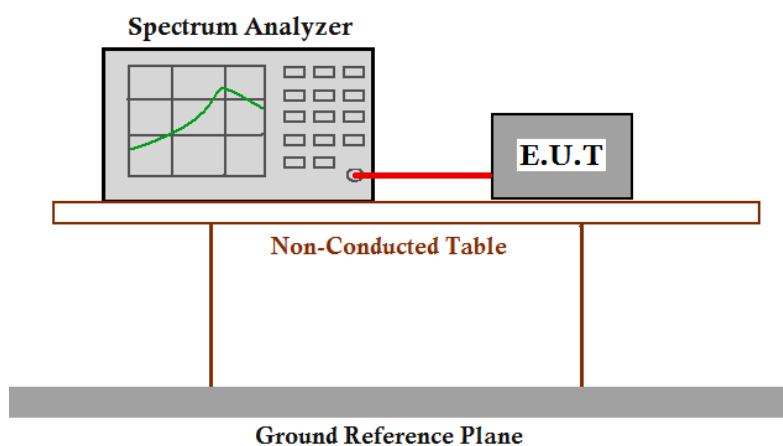 Spectrum Analyzer
E.U.T
Non-Conducted Table
Ground Reference Plane